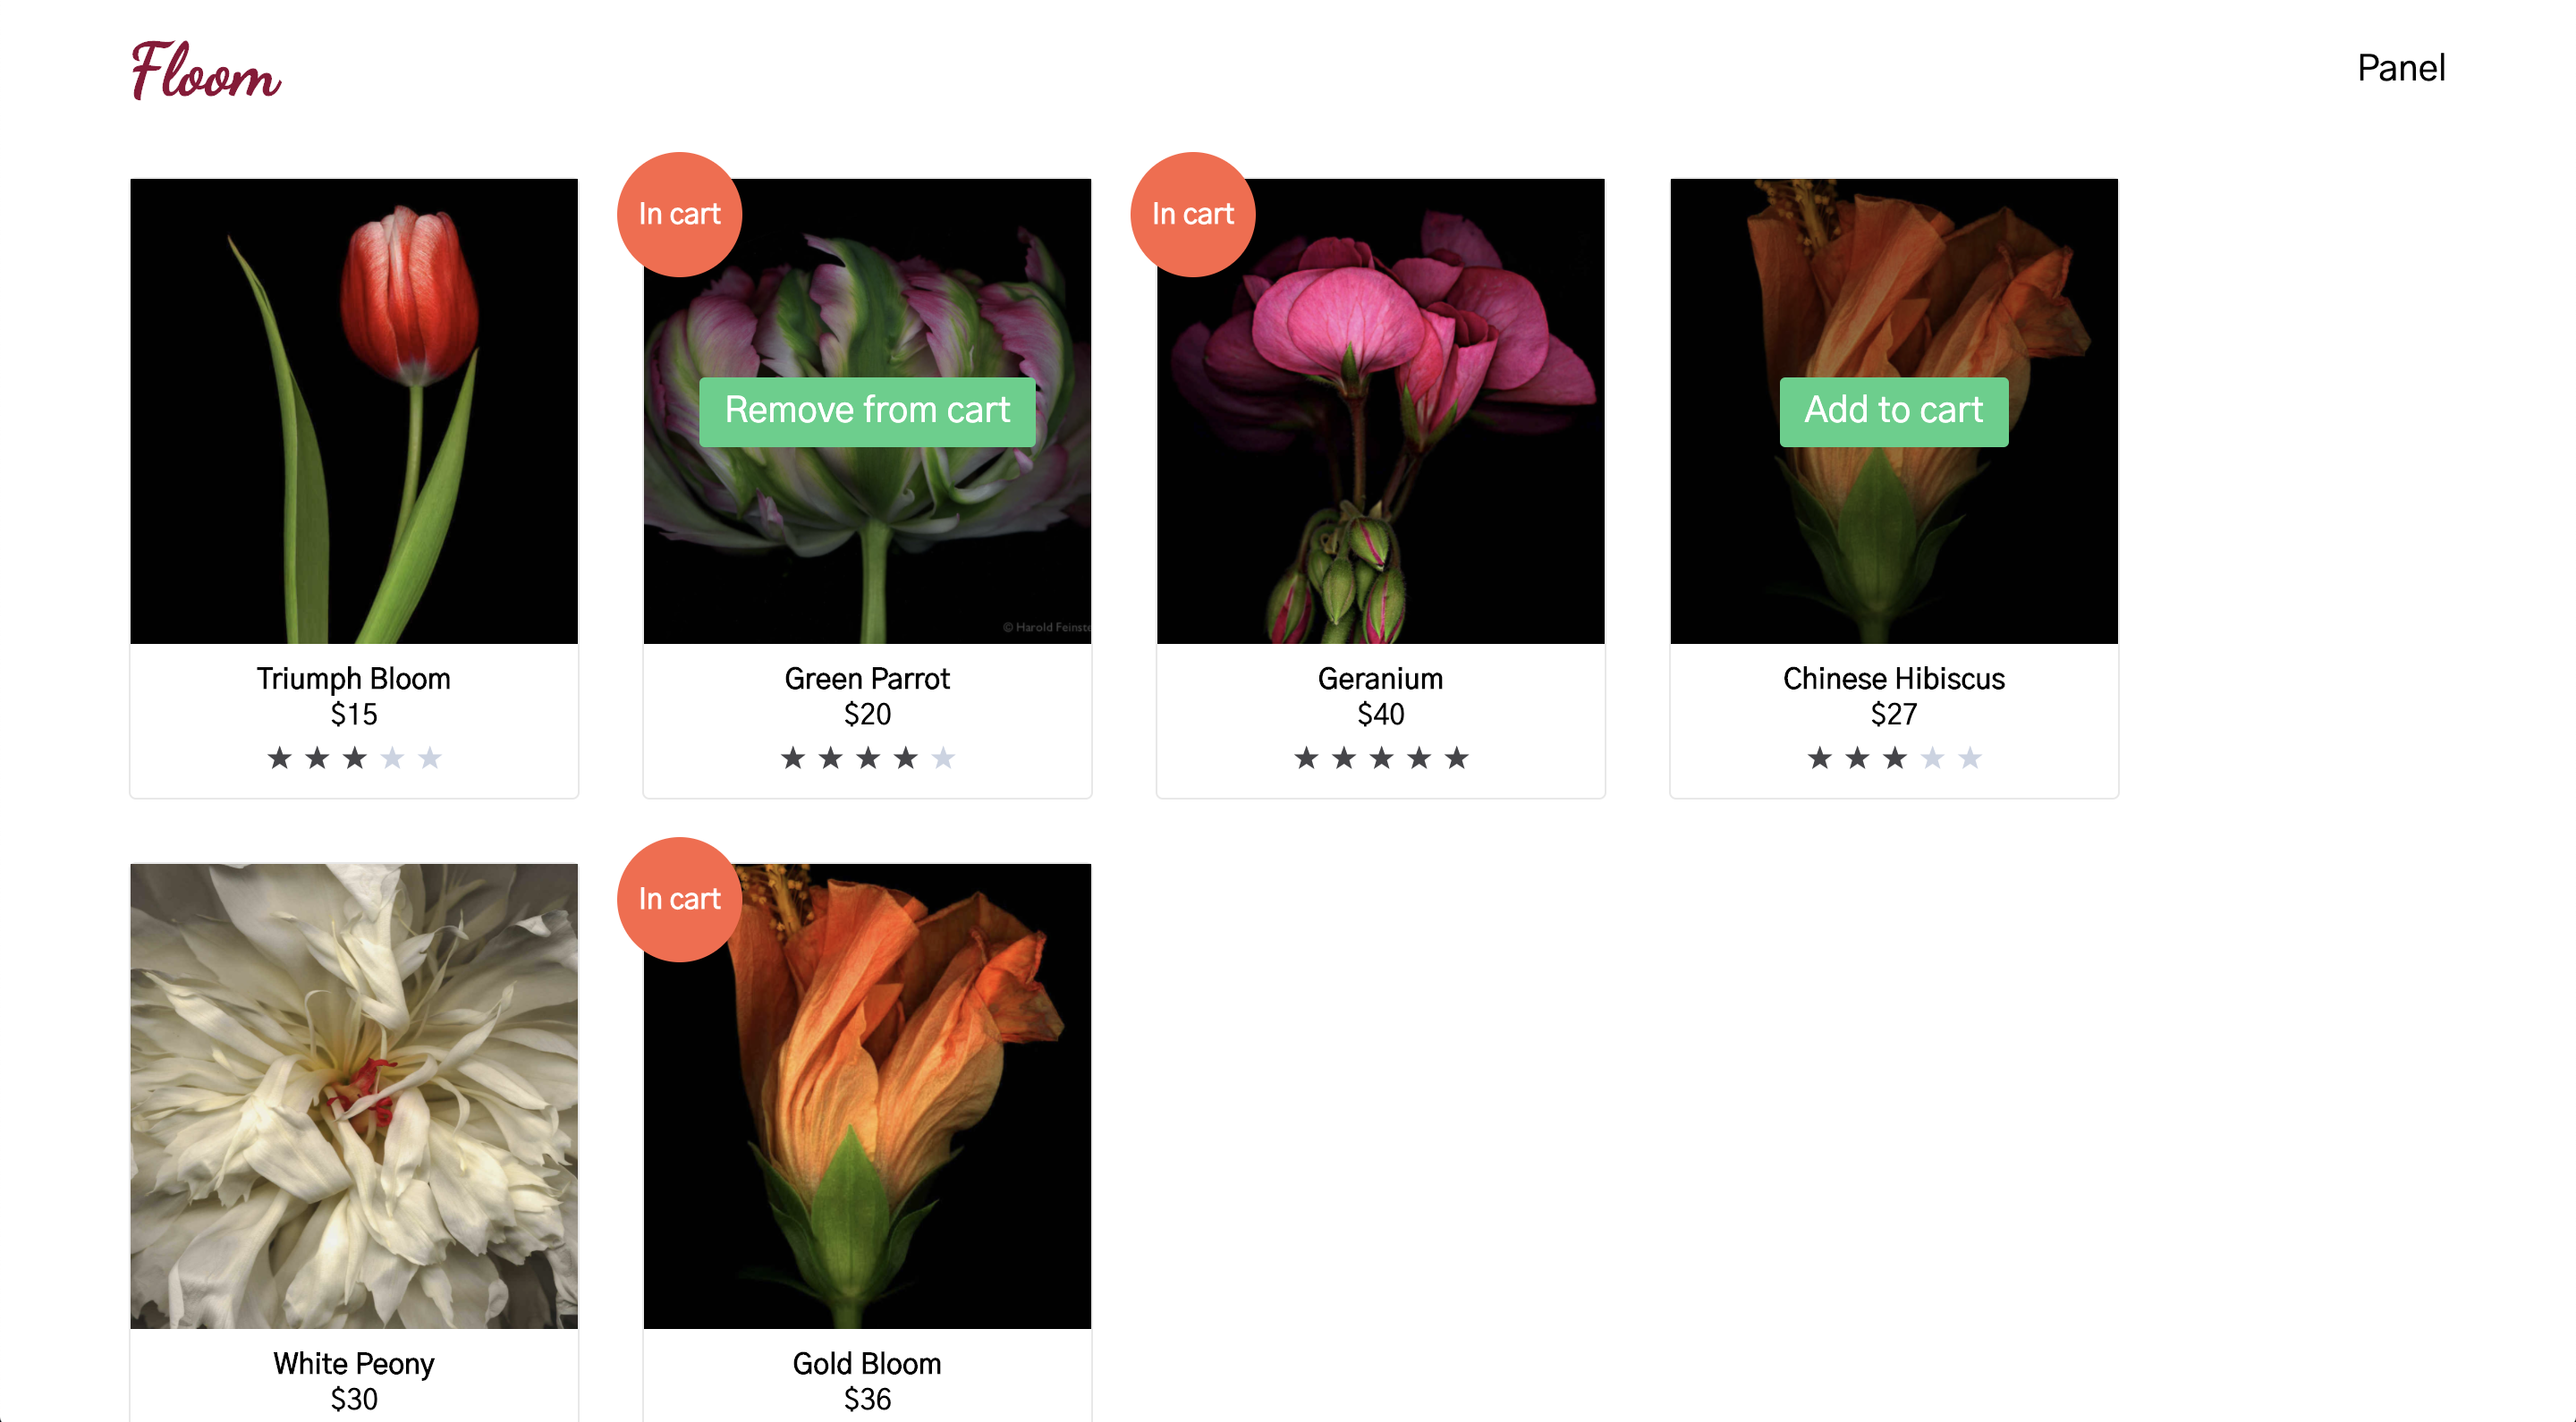 Floom
Panel
In cart
In cart
Remove from cart
Add to cart
© Harold Feinste
Triumph Bloom
$15
Green Parrot
$20
Geranium
$40
Chinese Hibiscus
$27
In cart
White Peony
$30
Gold Bloom
$36